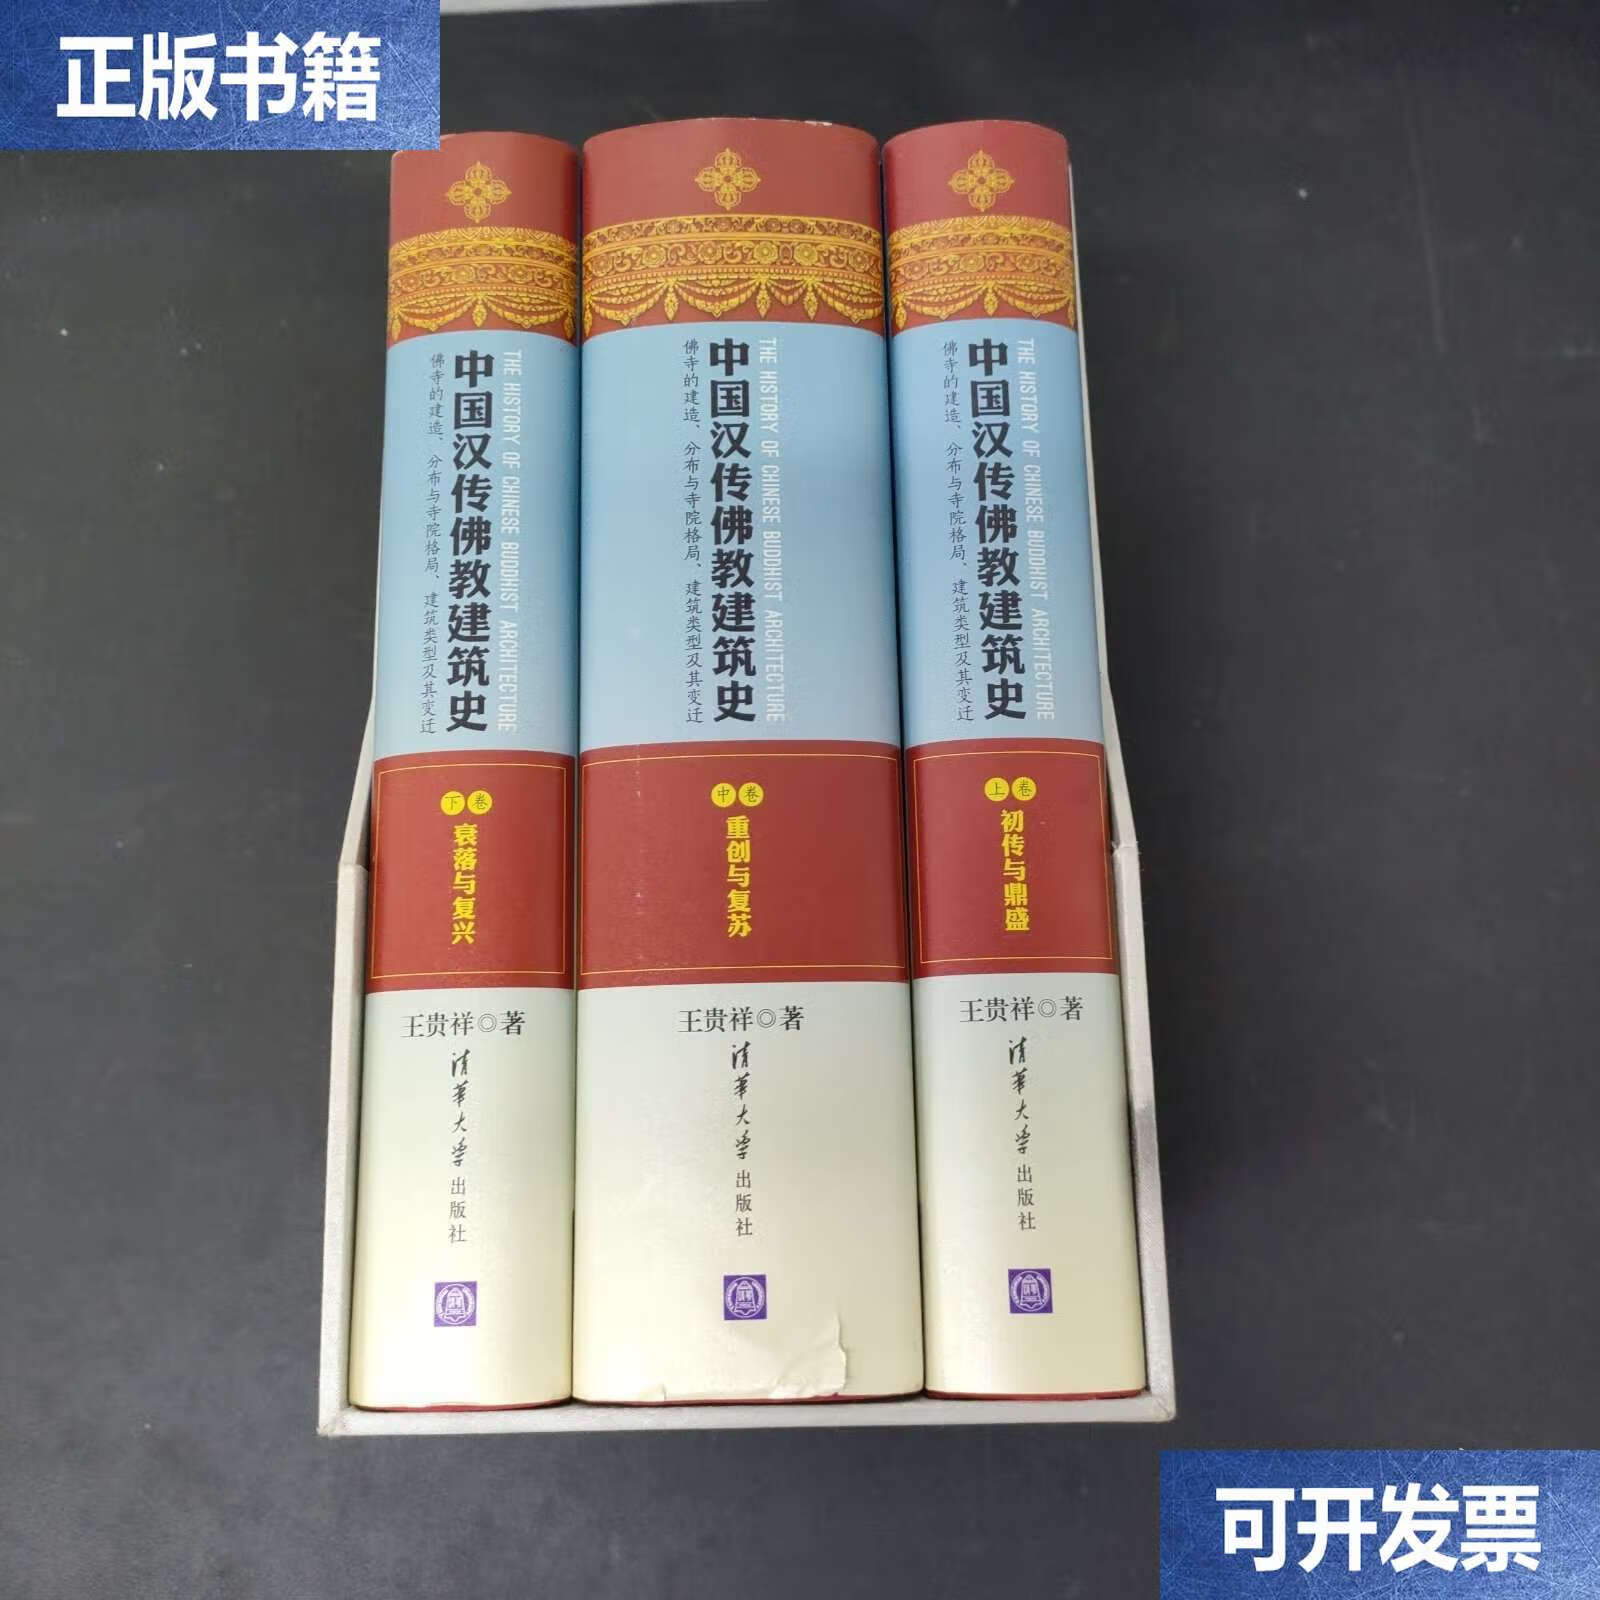 正版书籍
THE HISTORY OF CHINESE BUDDHIST ARCHITECTURE
中国汉传佛教建筑史
佛寺的建造、分布与寺院格局、建筑类型及其变迁
下卷
衰落与复兴
王贵祥◎著
清华大学出版社
THE HISTORY OF CHINESE BUDDHIST ARCHITECTURE
中国汉传佛教建筑史
佛寺的建造、分布与寺院格局、建筑类型及其变迁
中卷
重创与复苏
王贵祥◎著
清华大学出版社
THE HISTORY OF CHINESE BUDDHIST ARCHITECTURE
中国汉传佛教建筑史
佛寺的建造、分布与寺院格局、建筑类型及其变迁
上卷
初传与鼎盛
王贵祥◎著
清华大学出版社
可开发票